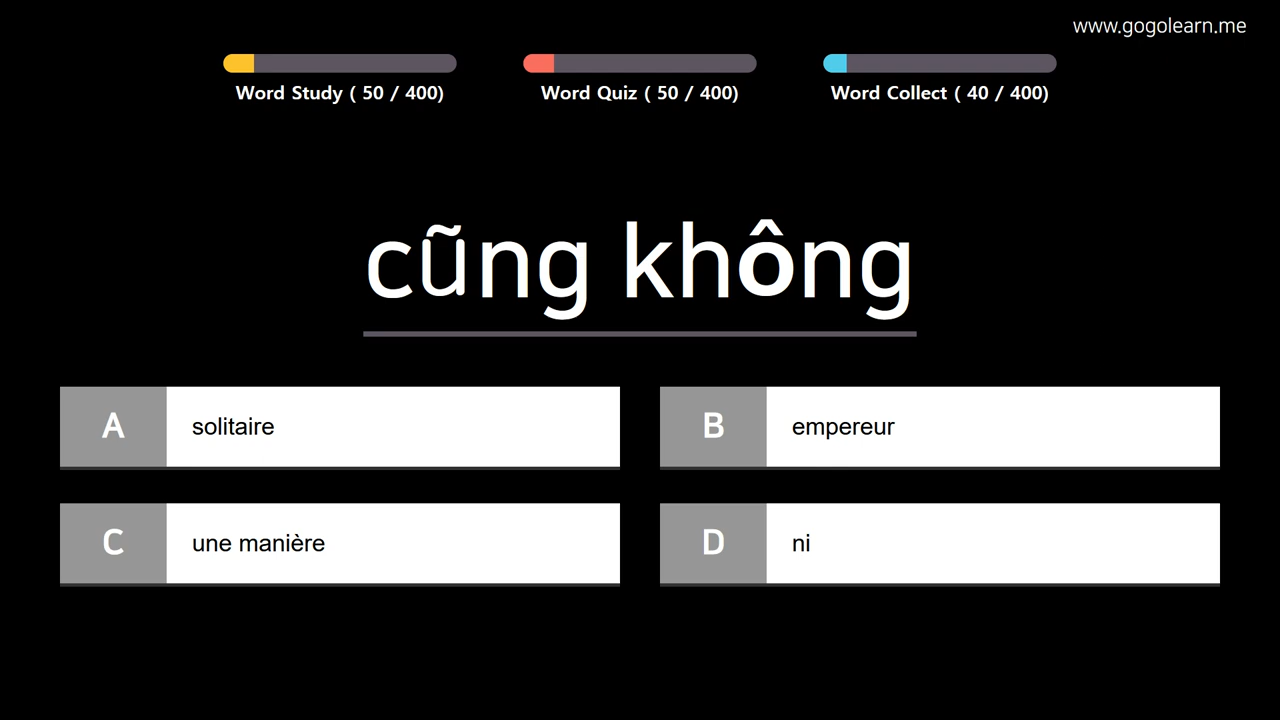 www.gogolearn.me
Word Study ( 50 / 400)
Word Quiz ( 50 / 400)
Word Collect ( 40 / 400)
cũng không
A solitaire
B empereur
C une manière
D ni